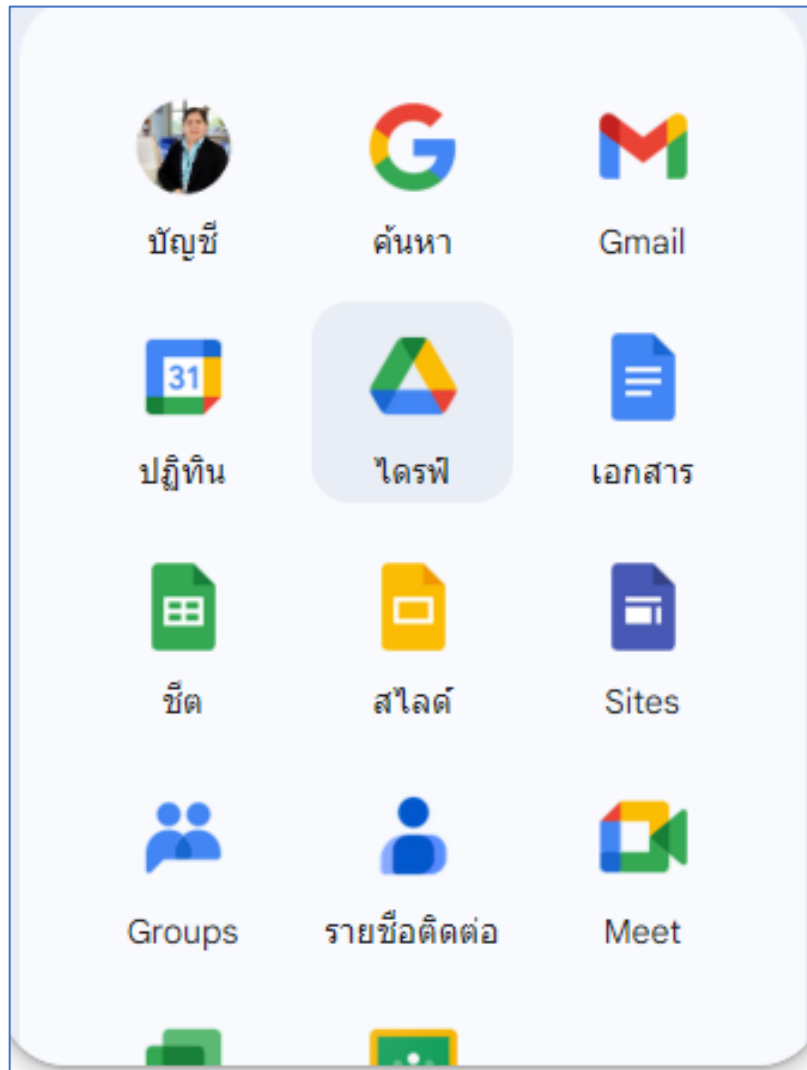 บัญชี ค้นหา Gmail
31
ปฏิทิน ไดรฟ์ เอกสาร
ชีต สไลด์ Sites
Groups รายชื่อติดต่อ Meet